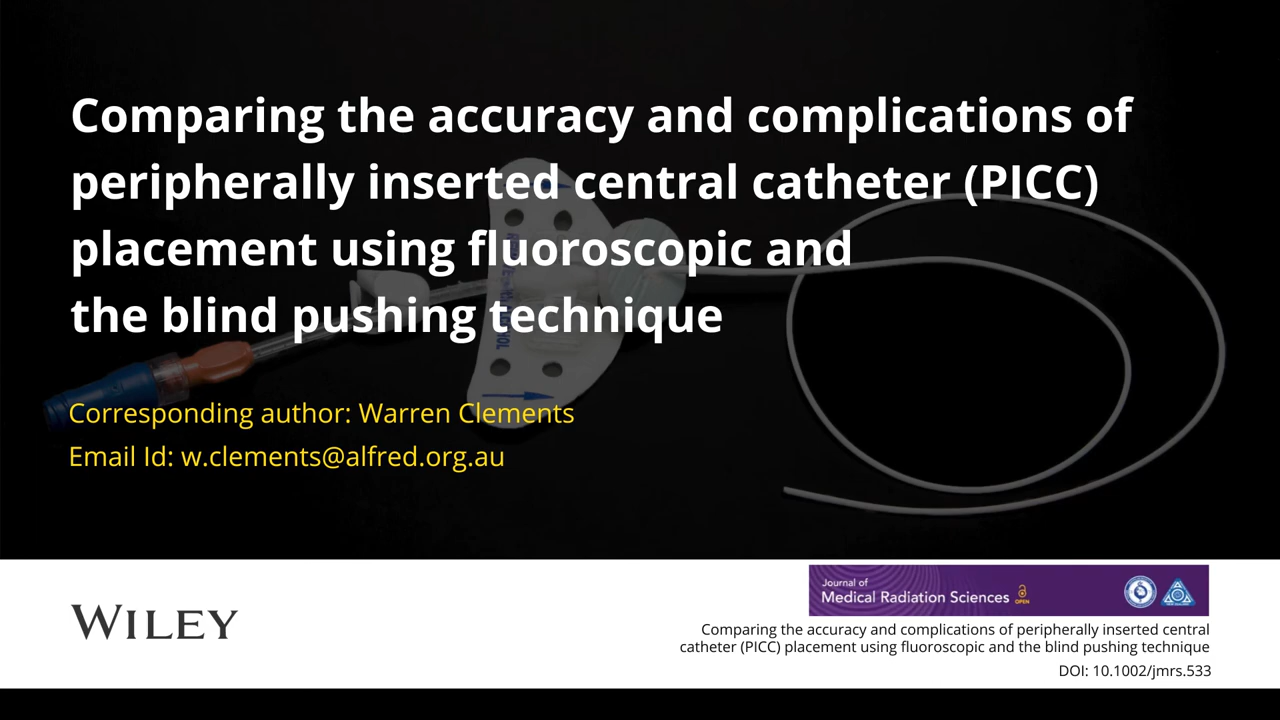 Comparing the accuracy and complications of
peripherally inserted central catheter (PICC)
placement using fluoroscopic and
the blind pushing technique
Corresponding author: Warren Clements
Email Id: w.clements@alfred.org.au
WILEY
Journal of
Medical Radiation Sciences
OPEN
Comparing the accuracy and complications of peripherally inserted central
catheter (PICC) placement using fluoroscopic and the blind pushing technique
DOI: 10.1002/jmrs.533